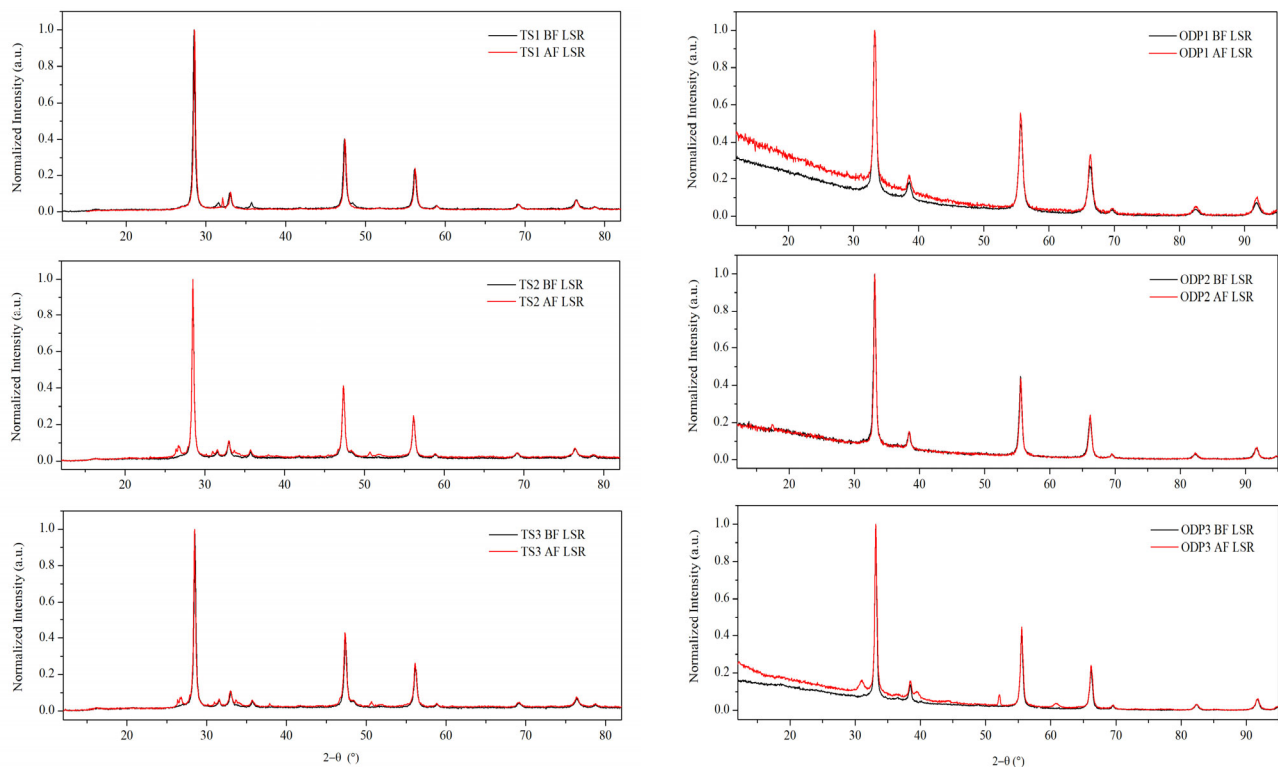 TS1 BF LSR
TS1 AF LSR
Normalized Intensity (a.u.)
1.0
0.8
0.6
0.4
0.2
0.0
20 30 40 50 60 70 80
TS2 BF LSR
TS2 AF LSR
Normalized Intensity (a.u.)
1.0
0.8
0.6
0.4
0.2
0.0
20 30 40 50 60 70 80
TS3 BF LSR
TS3 AF LSR
Normalized Intensity (a.u.)
1.0
0.8
0.6
0.4
0.2
0.0
20 30 40 50 60 70 80
2−θ (°)
ODP1 BF LSR
ODP1 AF LSR
Normalized Intensity (a.u.)
1.0
0.8
0.6
0.4
0.2
0.0
20 30 40 50 60 70 80 90
ODP2 BF LSR
ODP2 AF LSR
Normalized Intensity (a.u.)
1.0
0.8
0.6
0.4
0.2
0.0
20 30 40 50 60 70 80 90
ODP3 BF LSR
ODP3 AF LSR
Normalized Intensity (a.u.)
1.0
0.8
0.6
0.4
0.2
0.0
20 30 40 50 60 70 80 90
2−θ (°)